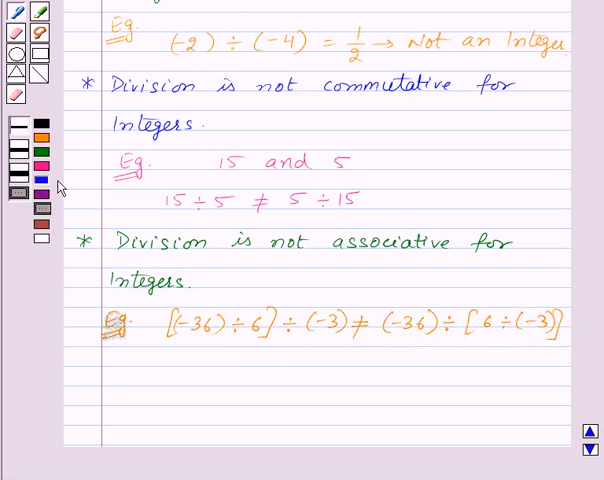 Eg.
(-2) ÷ (-4) = 1/2 → Not an Integer
* Division is not commutative for
Integers.
Eg. 15 and 5
15 ÷ 5 ≠ 5 ÷ 15
* Division is not associative for
Integers.
Eg. [(-36) ÷ 6] ÷ (-3) ≠ (-36) ÷ [6 ÷ (-3)]